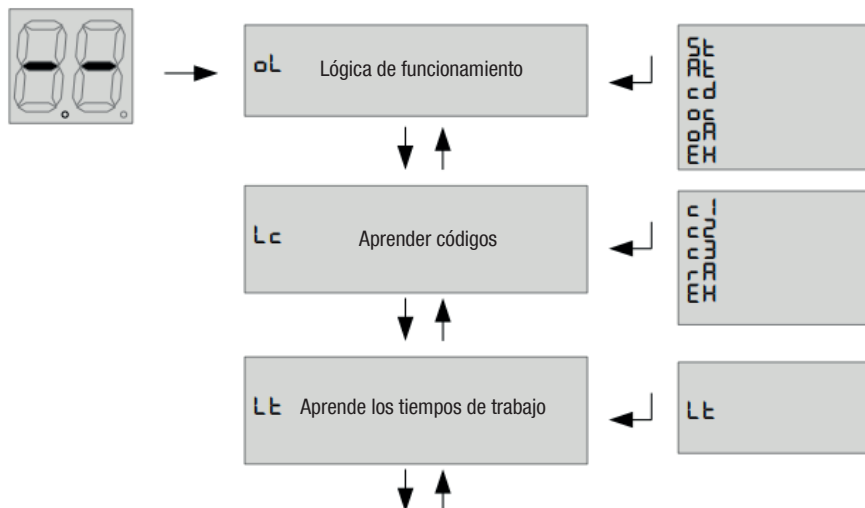 --
oL Lógica de funcionamiento
St
At
cd
oc
oA
EH
Lc Aprender códigos
c1
c2
c3
rA
EH
Lt Aprende los tiempos de trabajo
Lt